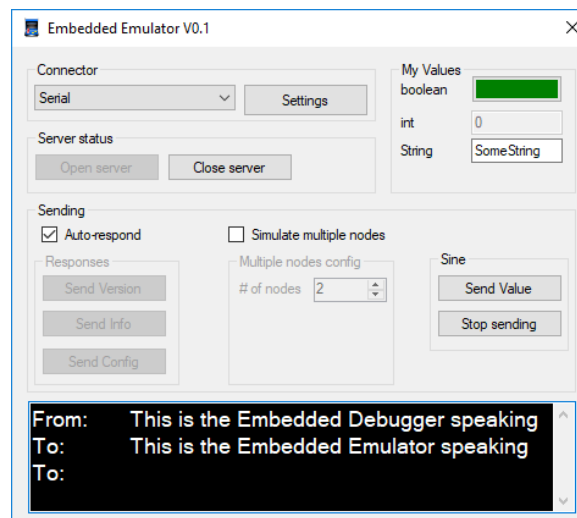 Embedded Emulator V0.1
Connector
Serial
Settings
Server status
Open server
Close server
My Values
boolean
int
0
String
SomeString
Sending
Auto-respond
Simulate multiple nodes
Responses
Send Version
Send Info
Send Config
Multiple nodes config
# of nodes
2
Sine
Send Value
Stop sending
From: This is the Embedded Debugger speaking
To: This is the Embedded Emulator speaking
To: